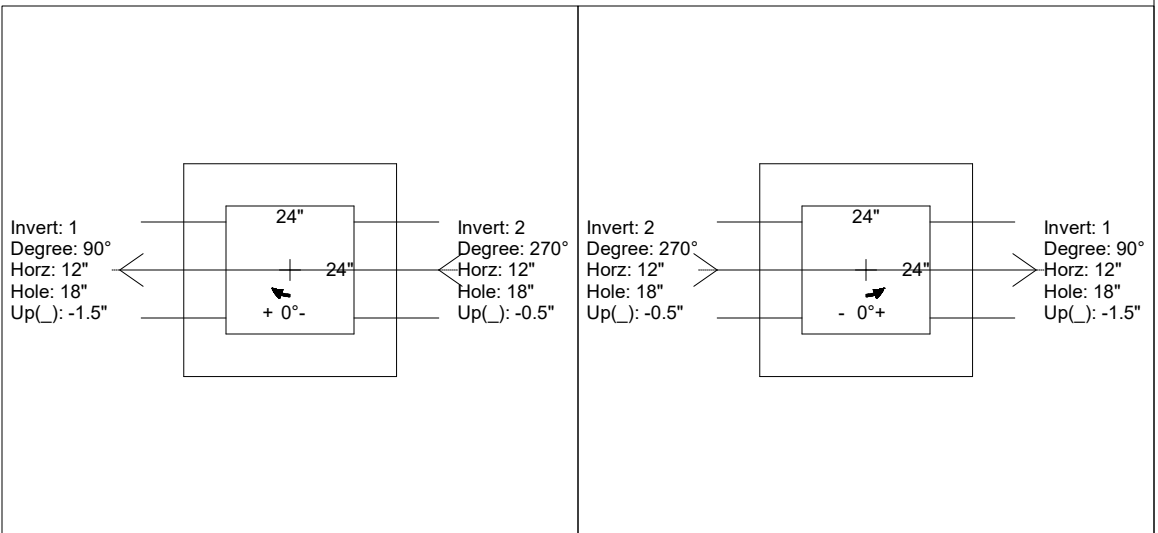 24"
Invert: 1
Degree: 90°
Horz: 12"
Hole: 18"
Up(_): -1.5"
24"
+ 0°-
Invert: 2
Degree: 270°
Horz: 12"
Hole: 18"
Up(_): -0.5"
Invert: 2
Degree: 270°
Horz: 12"
Hole: 18"
Up(_): -0.5"
24"
24"
- 0°+
Invert: 1
Degree: 90°
Horz: 12"
Hole: 18"
Up(_): -1.5"